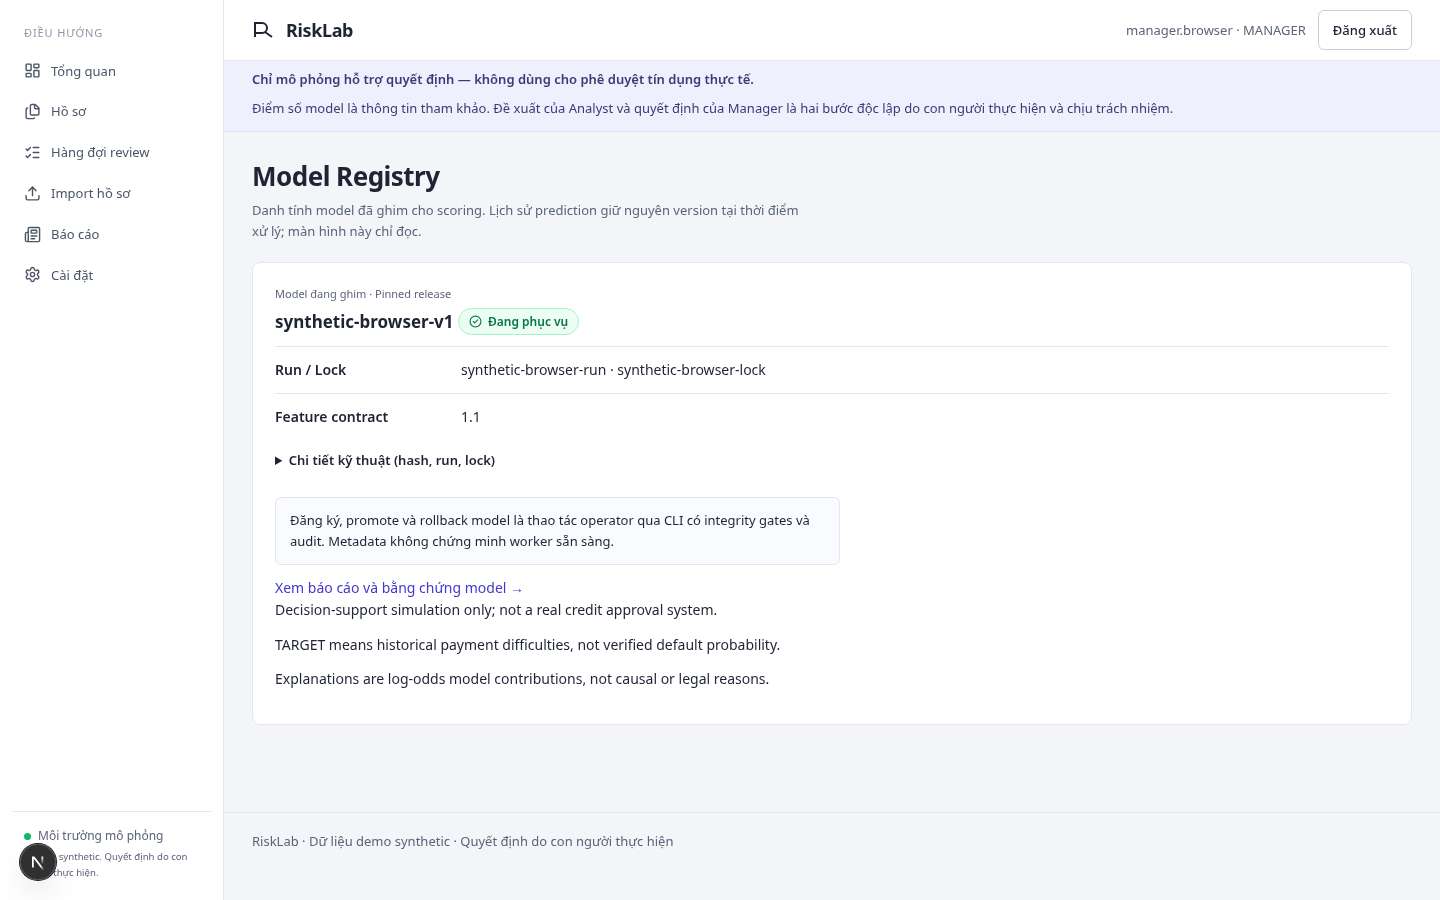 ĐIỀU HƯỚNG
Tổng quan
Hồ sơ
Hàng đợi review
Import hồ sơ
Báo cáo
Cài đặt
Môi trường mô phỏng
synthetic. Quyết định do con
thực hiện.
RiskLab
manager.browser · MANAGER
Đăng xuất
Chỉ mô phỏng hỗ trợ quyết định — không dùng cho phê duyệt tín dụng thực tế.
Điểm số model là thông tin tham khảo. Đề xuất của Analyst và quyết định của Manager là hai bước độc lập do con người thực hiện và chịu trách nhiệm.
Model Registry
Danh tính model đã ghim cho scoring. Lịch sử prediction giữ nguyên version tại thời điểm
xử lý; màn hình này chỉ đọc.
Model đang ghim · Pinned release
synthetic-browser-v1 Đang phục vụ
Run / Lock synthetic-browser-run · synthetic-browser-lock
Feature contract 1.1
Chi tiết kỹ thuật (hash, run, lock)
Đăng ký, promote và rollback model là thao tác operator qua CLI có integrity gates và
audit. Metadata không chứng minh worker sẵn sàng.
Xem báo cáo và bằng chứng model →
Decision-support simulation only; not a real credit approval system.
TARGET means historical payment difficulties, not verified default probability.
Explanations are log-odds model contributions, not causal or legal reasons.
RiskLab · Dữ liệu demo synthetic · Quyết định do con người thực hiện